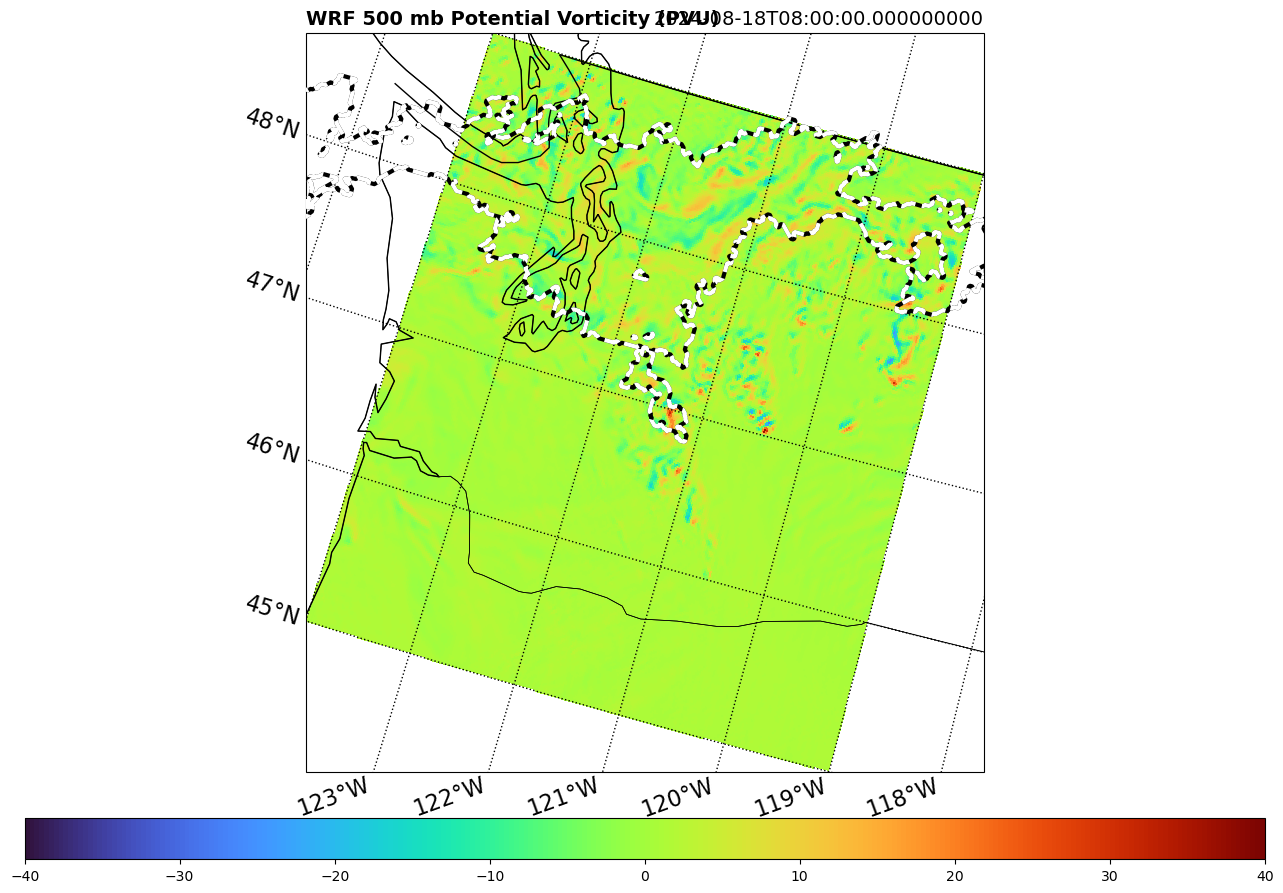 WRF 500 mb Potential Vorticity (PVU)
2024-08-18T08:00:00.000000000
48°N
47°N
46°N
45°N
123°W 122°W 121°W 120°W 119°W 118°W
−40 −30 −20 −10 0 10 20 30 40